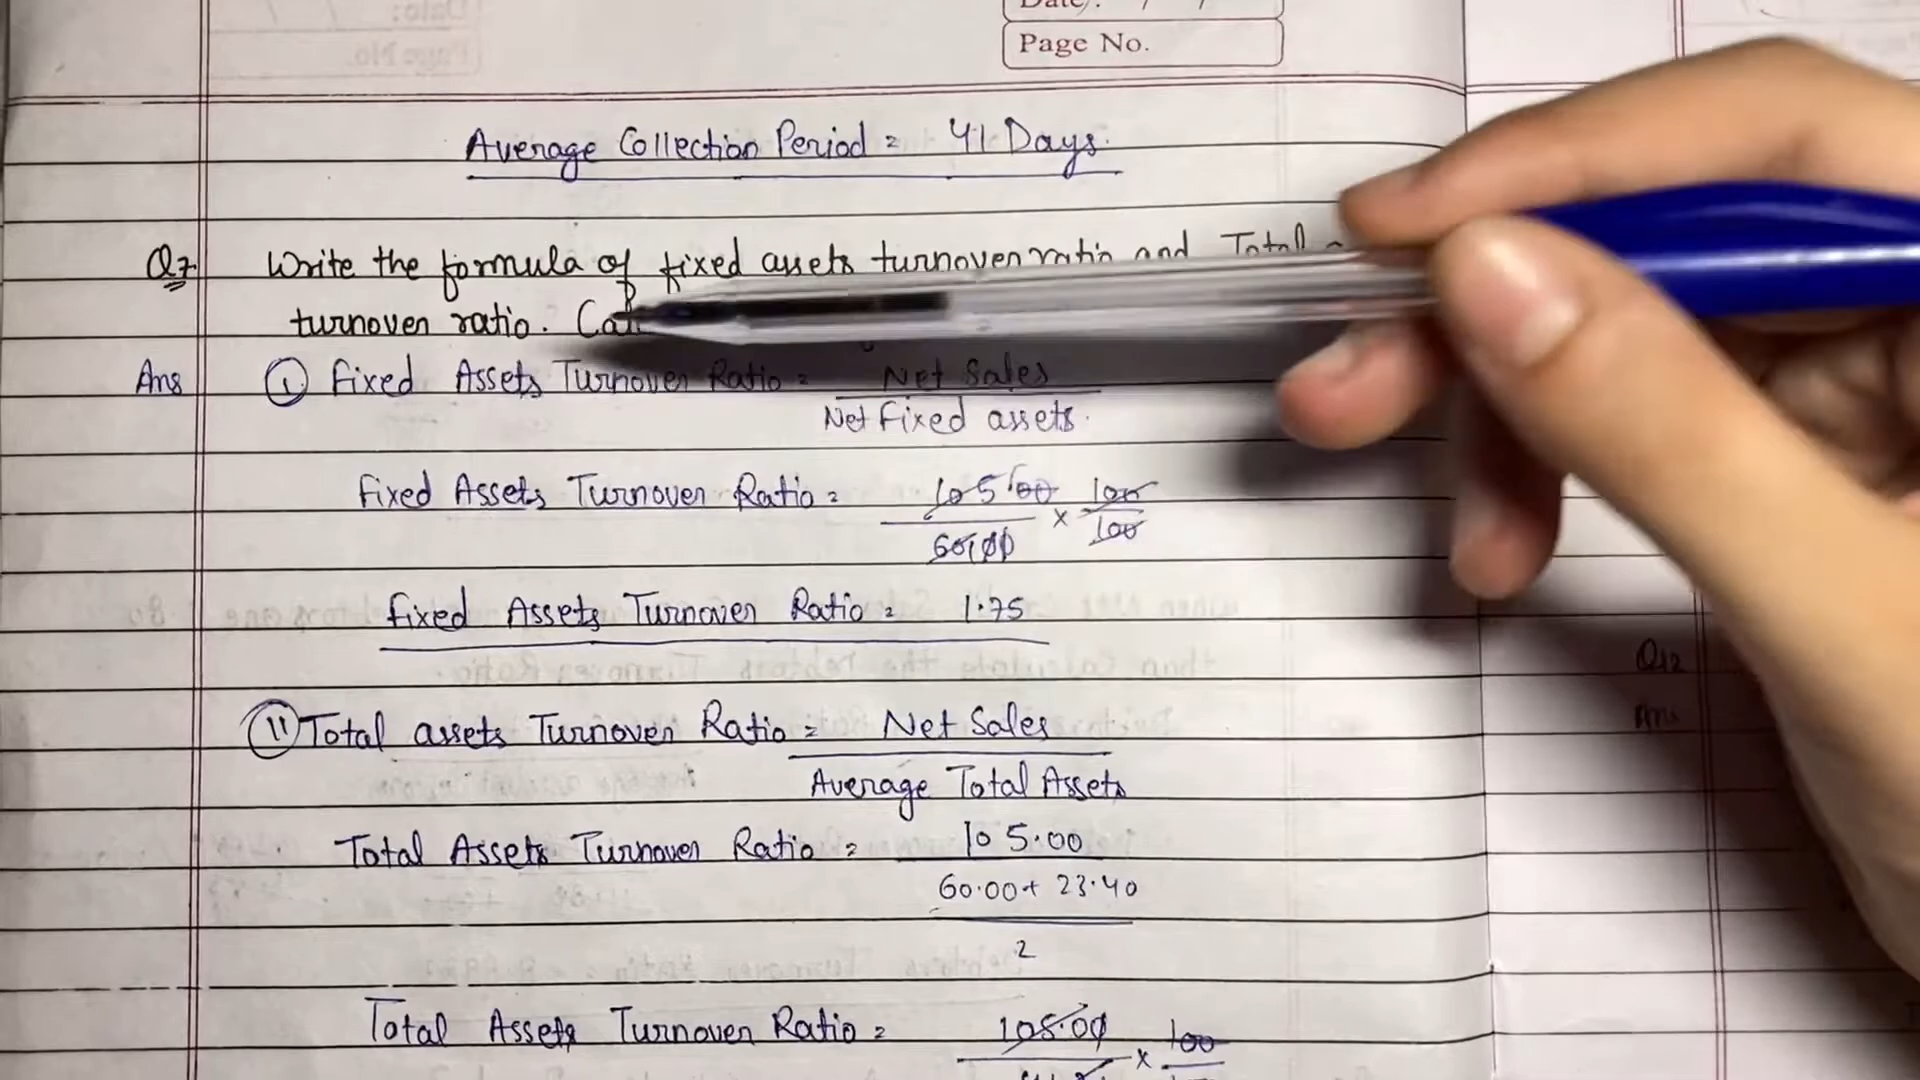 Date: / /
Page No.
Average Collection Period = 41 Days.
Q7 Write the formula of fixed assets turnover ratio and Total
turnover ratio.
Ans (i) Fixed Assets Turnover Ratio = Net Sales
Net Fixed assets.
Fixed Assets Turnover Ratio = 105.00 × 100
60.00 100
Fixed Assets Turnover Ratio = 1.75
(ii) Total assets Turnover Ratio = Net Sales
Average Total Assets
Total Assets Turnover Ratio = 105.00
60.00 + 23.40
2
Total Assets Turnover Ratio = 105.00 × 100
Q12
Ans